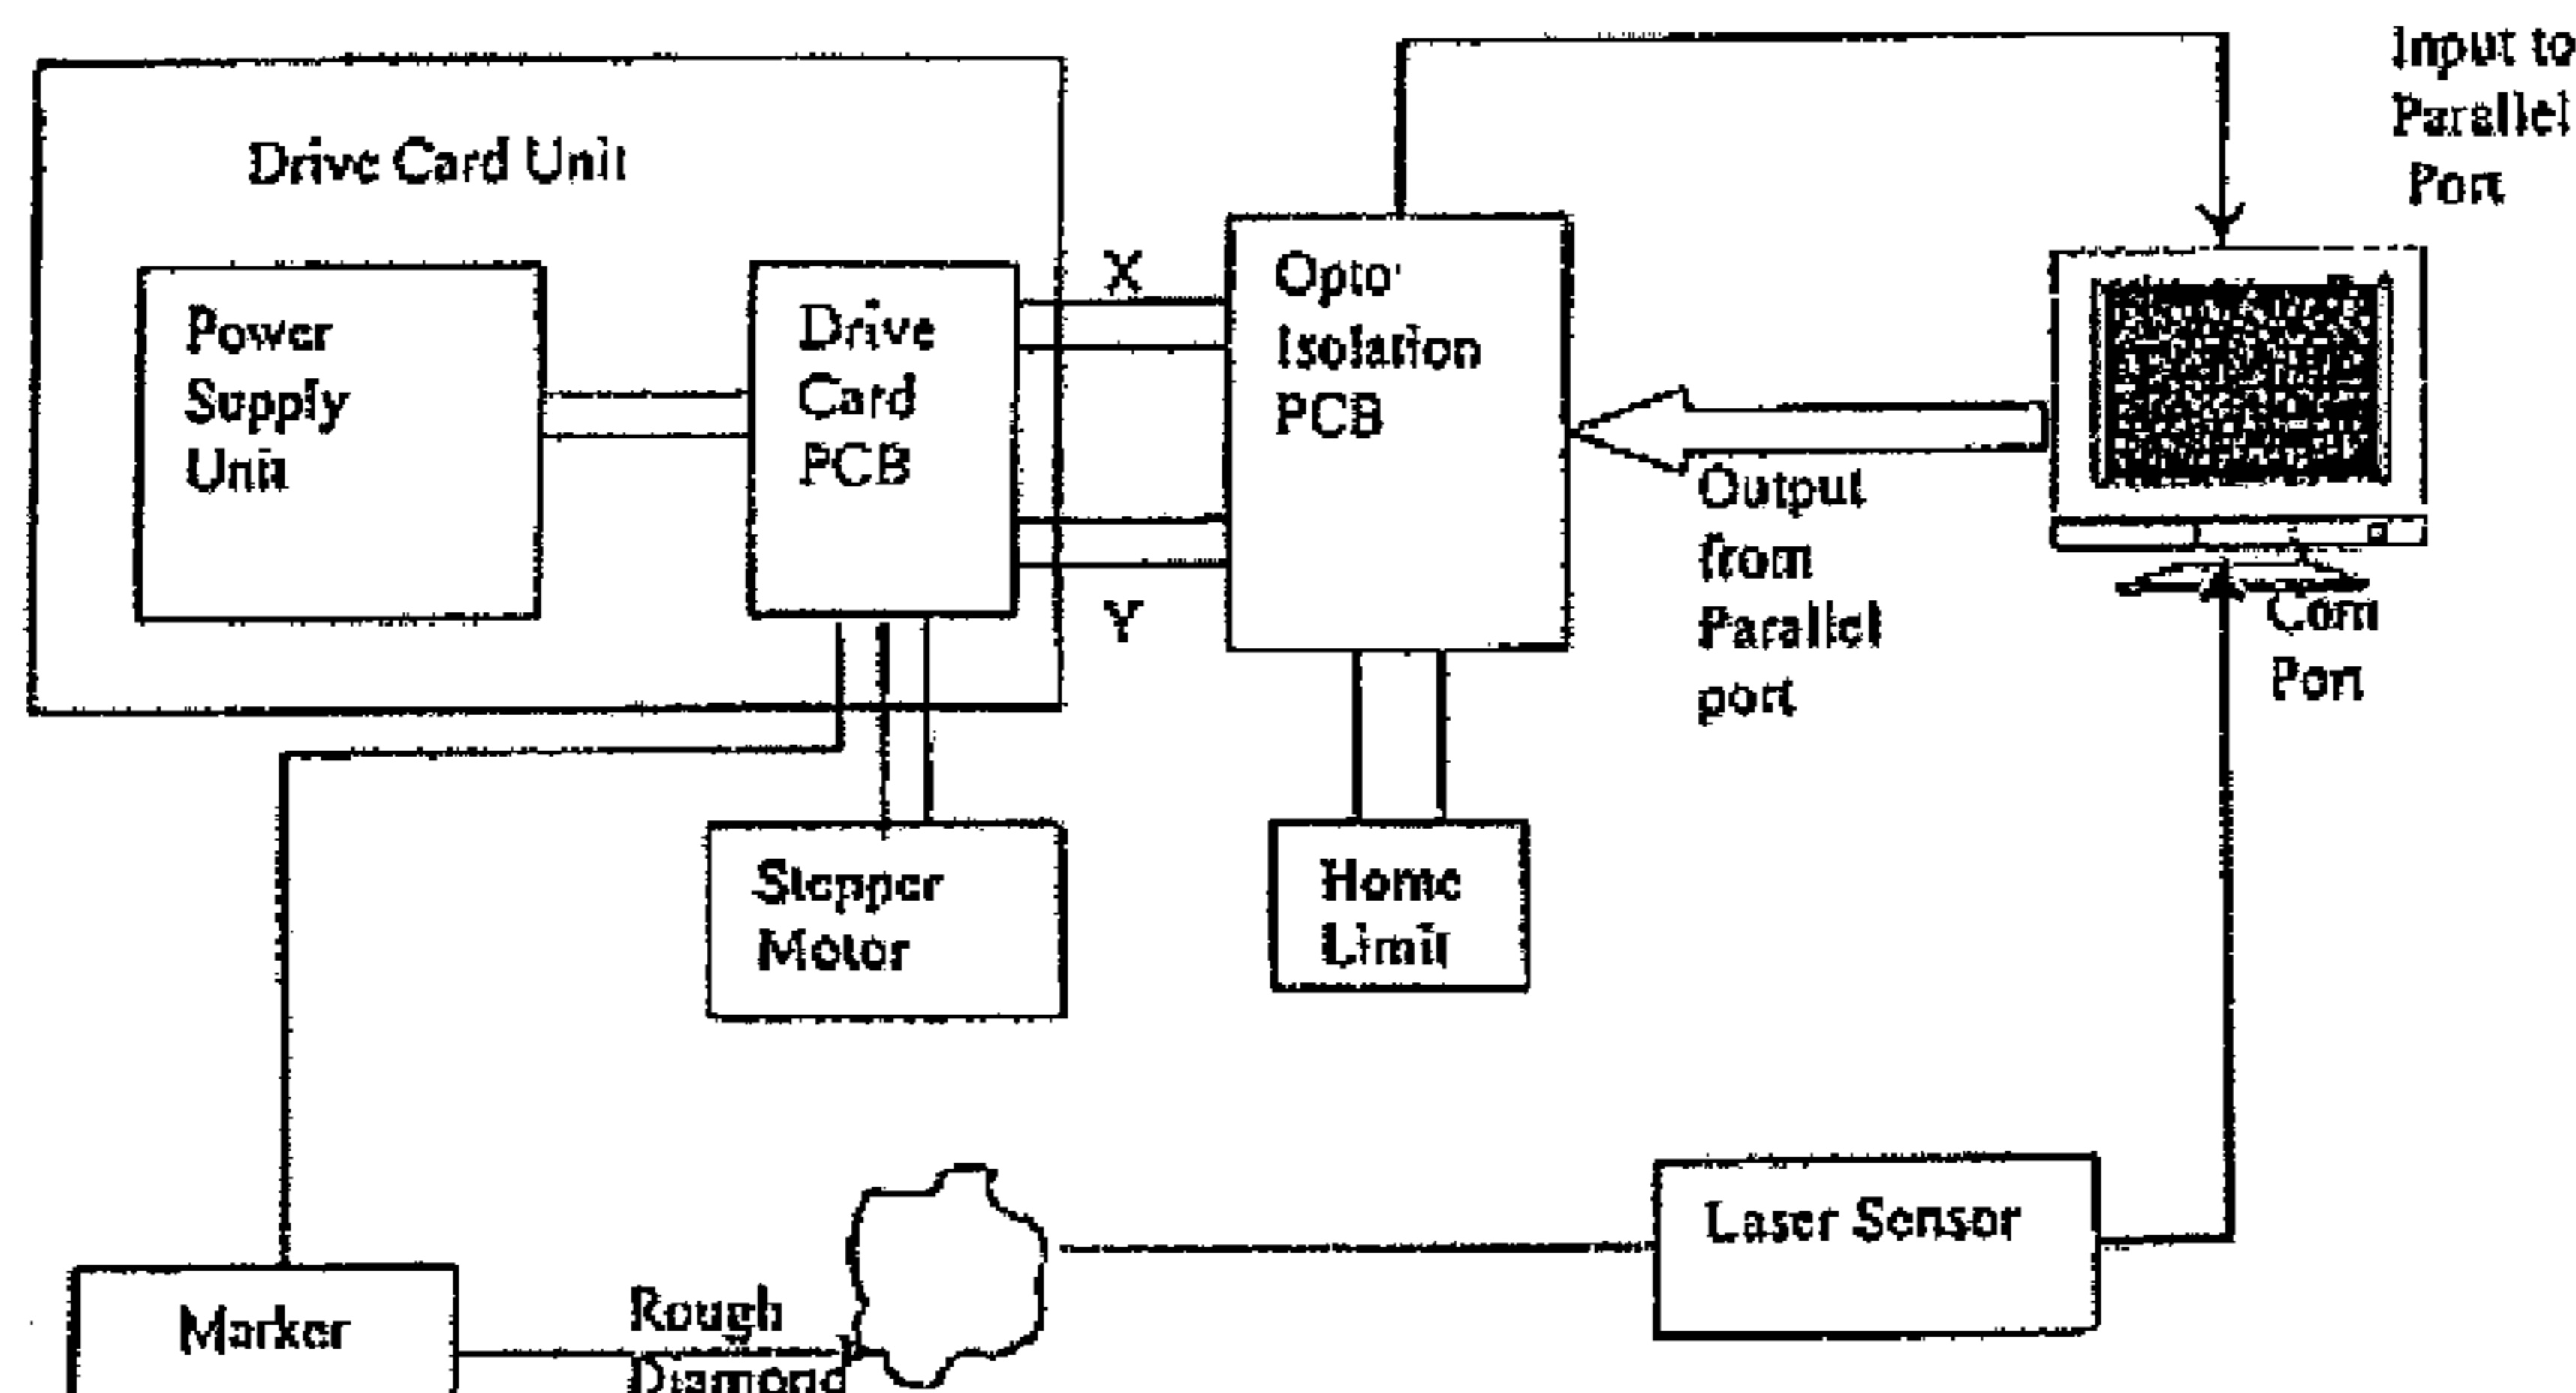 Input to
Parallel
Port
Drive Card Unit
Power
Supply
Unit
Drive
Card
PCB
X
Y
Opto
Isolation
PCB
Output
from
Parallel
port
Com
Port
Stepper
Motor
Home
Limit
Laser Sensor
Marker
Rough
Diamond